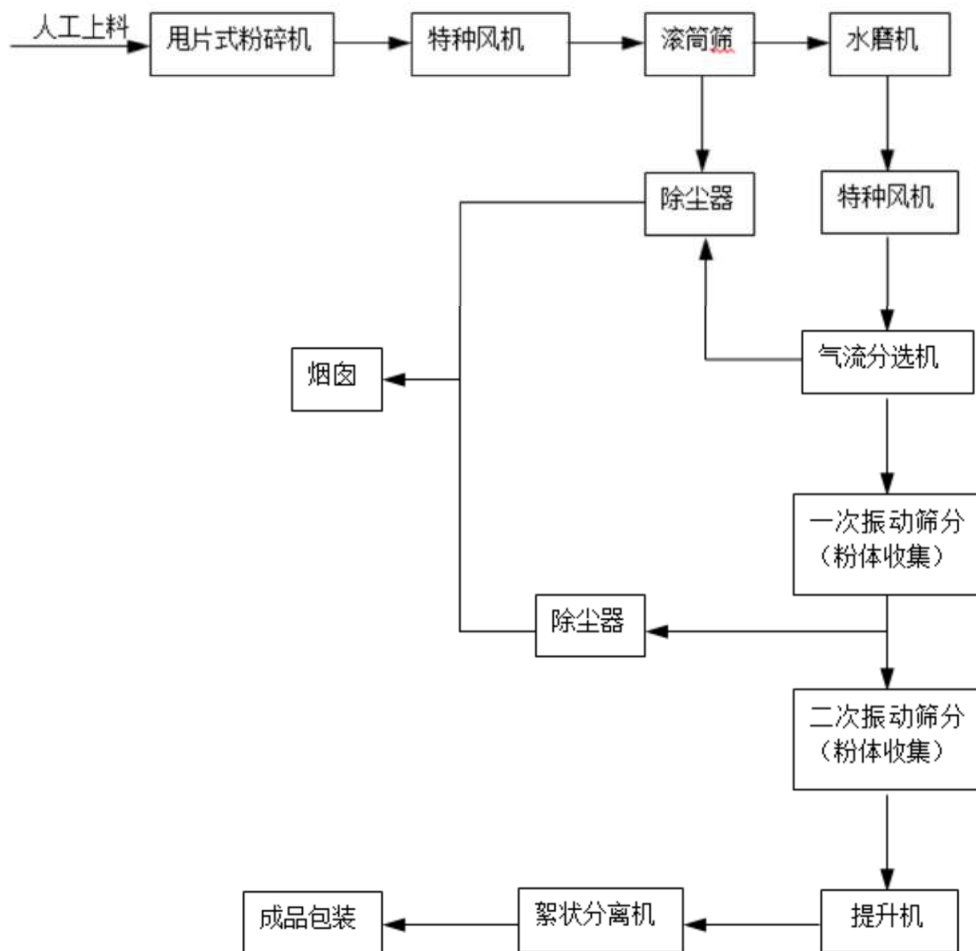 人工上料
甩片式粉碎机
特种风机
滚筒筛
水磨机
除尘器
特种风机
气流分选机
烟囱
一次振动筛分
（粉体收集）
除尘器
二次振动筛分
（粉体收集）
成品包装
絮状分离机
提升机